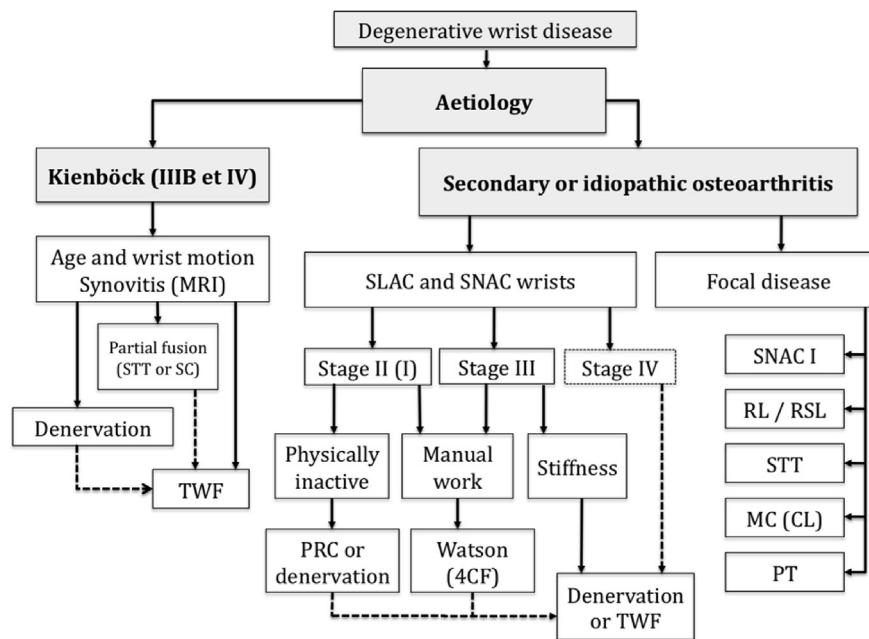 Degenerative wrist disease
Aetiology
Kienböck (IIIB et IV)
Secondary or idiopathic osteoarthritis
Age and wrist motion
Synovitis (MRI)
SLAC and SNAC wrists
Focal disease
Partial fusion
(STT or SC)
Stage II (I)
Stage III
Stage IV
SNAC I
RL / RSL
Denervation
Physically
inactive
Manual
work
Stiffness
STT
TWF
MC (CL)
PRC or
denervation
Watson
(4CF)
Denervation
or TWF
PT